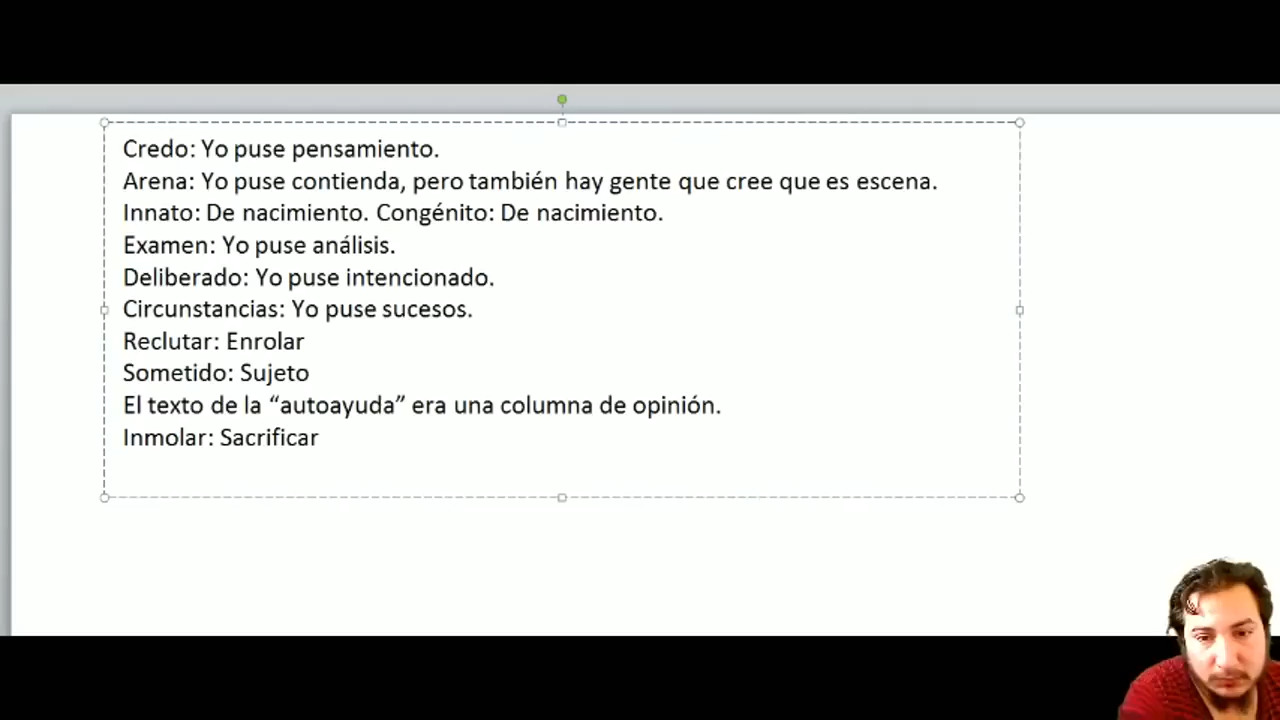 Credo: Yo puse pensamiento.
Arena: Yo puse contienda, pero también hay gente que cree que es escena.
Innato: De nacimiento. Congénito: De nacimiento.
Examen: Yo puse análisis.
Deliberado: Yo puse intencionado.
Circunstancias: Yo puse sucesos.
Reclutar: Enrolar
Sometido: Sujeto
El texto de la “autoayuda” era una columna de opinión.
Inmolar: Sacrificar